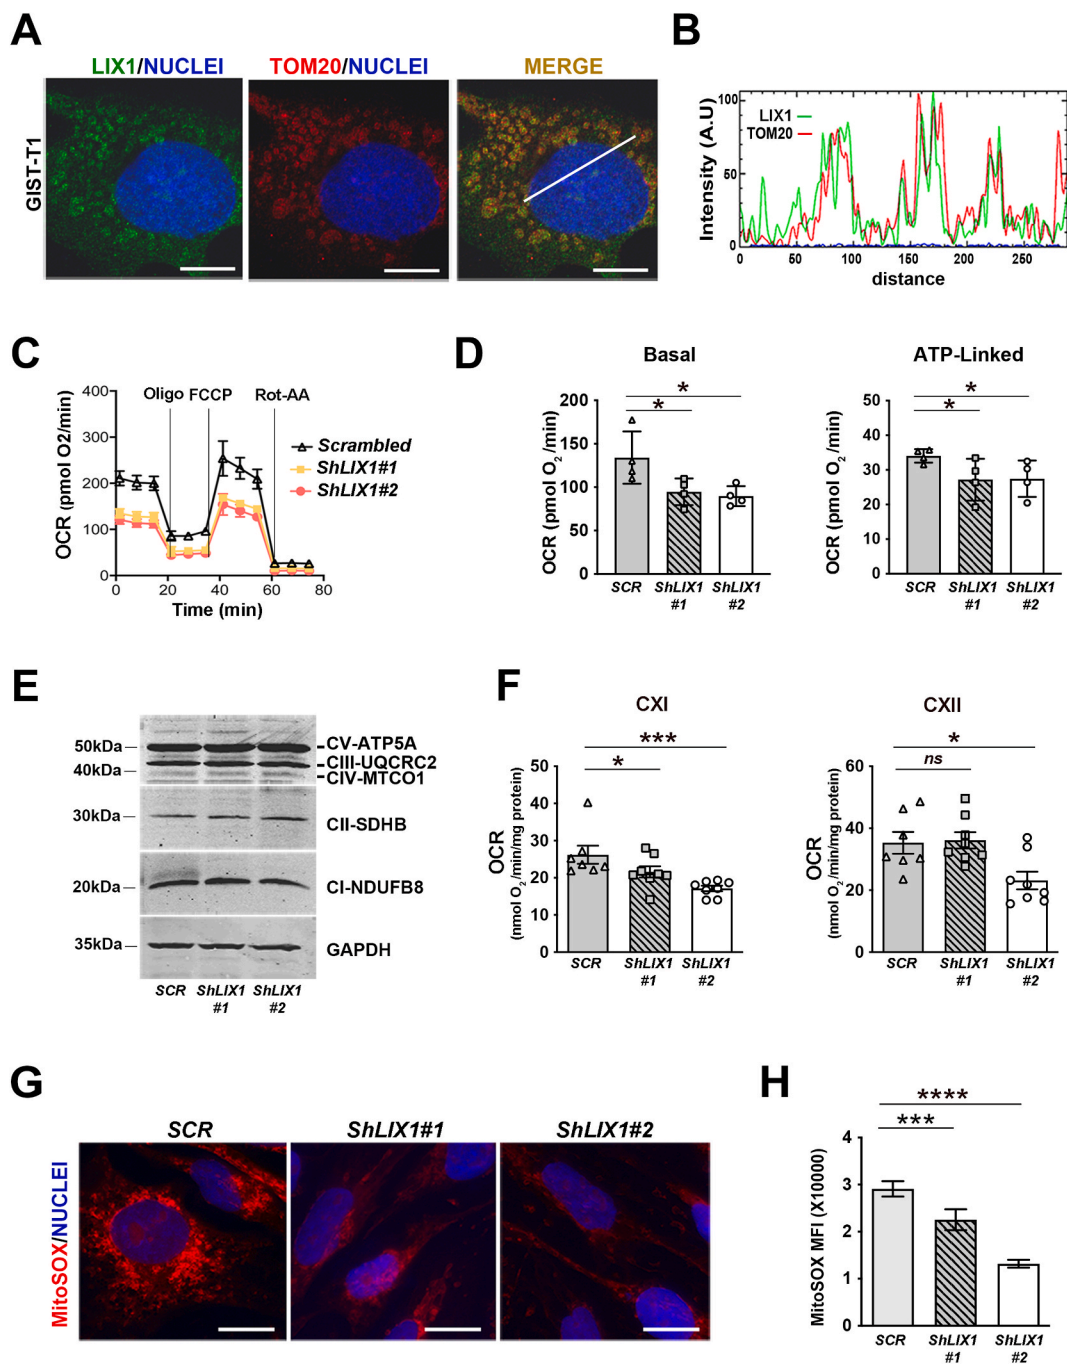 A
LIX1/NUCLEI
TOM20/NUCLEI
MERGE
GIST-T1
B
Intensity (A.U)
100
50
0
LIX1
TOM20
0 50 100 150 200 250
distance
C
OCR (pmol O2/min)
400
300
200
100
0
Oligo FCCP Rot-AA
Scrambled
ShLIX1#1
ShLIX1#2
0 20 40 60 80
Time (min)
D
Basal
*
*
OCR (pmol O2/min)
200
150
100
50
0
SCR ShLIX1 ShLIX1
#1 #2
ATP-Linked
*
*
OCR (pmol O2/min)
50
40
30
20
10
0
SCR ShLIX1 ShLIX1
#1 #2
E
50kDa
40kDa
30kDa
20kDa
35kDa
CV-ATP5A
CIII-UQCRC2
CIV-MTCO1
CII-SDHB
CI-NDUFB8
GAPDH
SCR ShLIX1 ShLIX1
#1 #2
F
CXI
***
*
OCR
(nmol O2/min/mg protein)
50
40
30
20
10
0
SCR ShLIX1 ShLIX1
#1 #2
CXII
*
ns
OCR
(nmol O2/min/mg protein)
60
40
20
0
SCR ShLIX1 ShLIX1
#1 #2
G
SCR
ShLIX1#1
ShLIX1#2
MitoSOX/NUCLEI
H
****
***
MitoSOX MFI (X10000)
4
3
2
1
0
SCR ShLIX1 ShLIX1
#1 #2